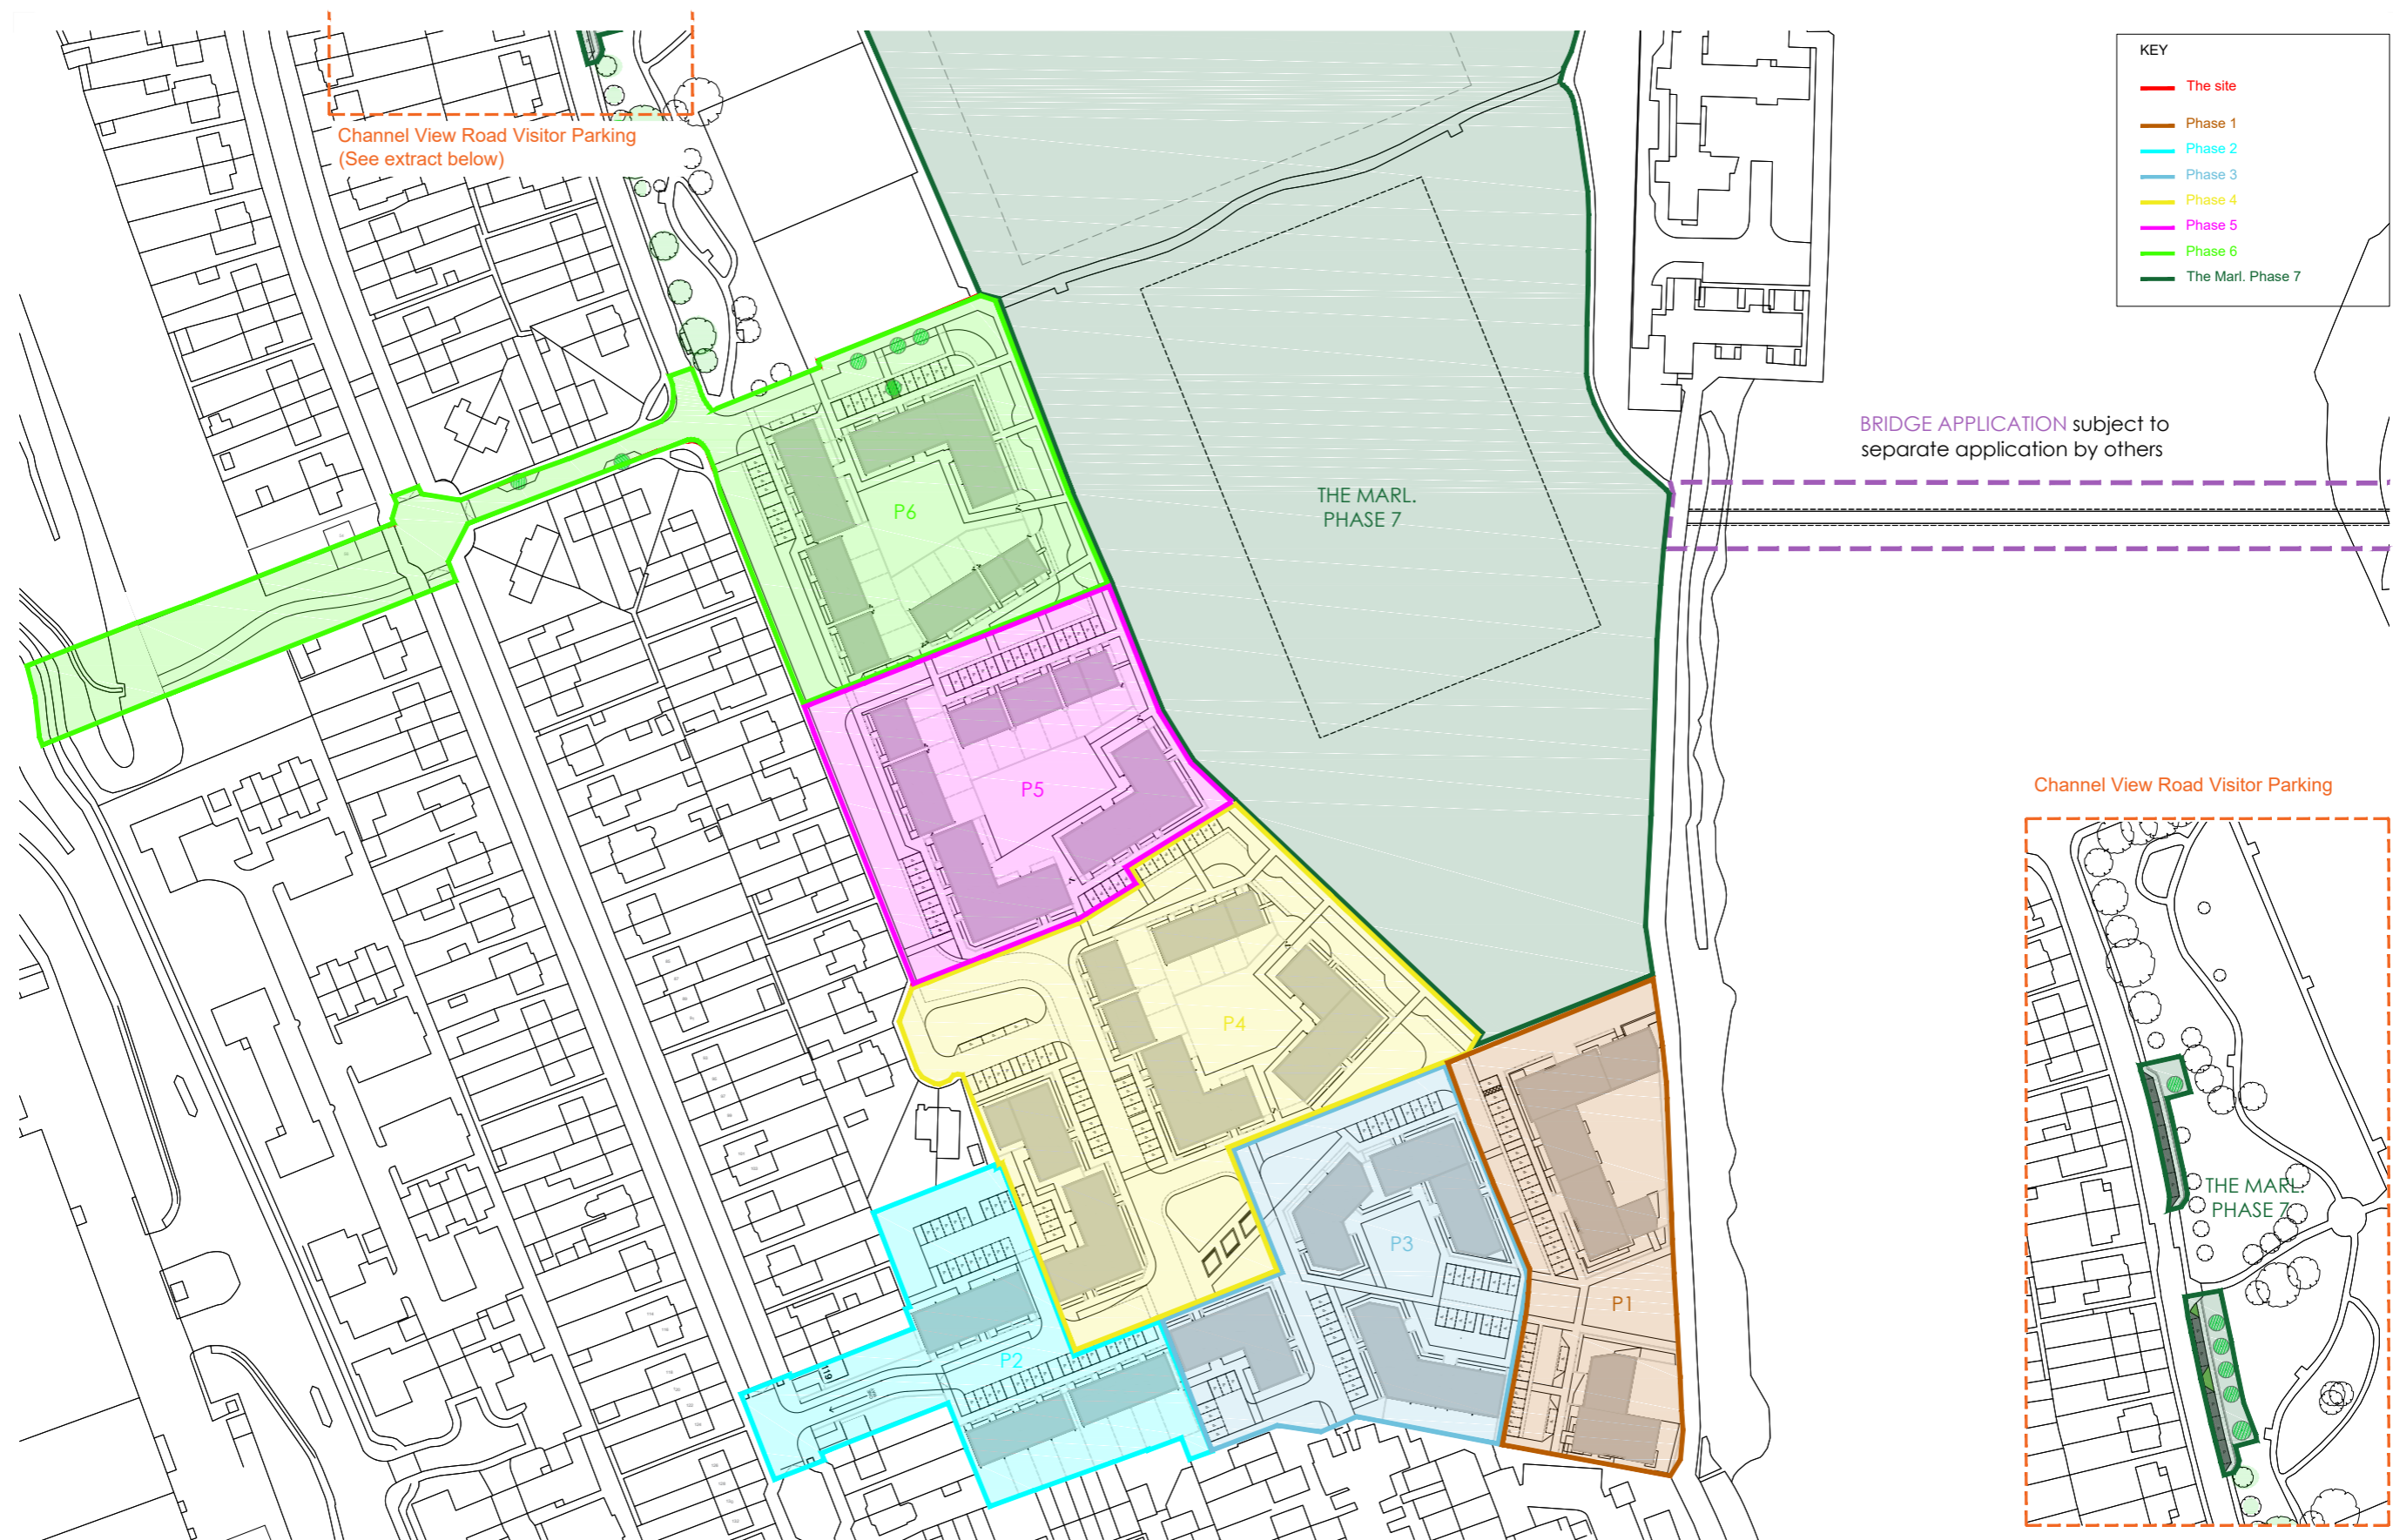 KEY
The site
Phase 1
Phase 2
Phase 3
Phase 4
Phase 5
Phase 6
The Marl. Phase 7
Channel View Road Visitor Parking
(See extract below)
BRIDGE APPLICATION subject to
separate application by others
THE MARL.
PHASE 7
P6
P5
P4
P3
P1
P2
119
Channel View Road Visitor Parking
THE MARL.
PHASE 7